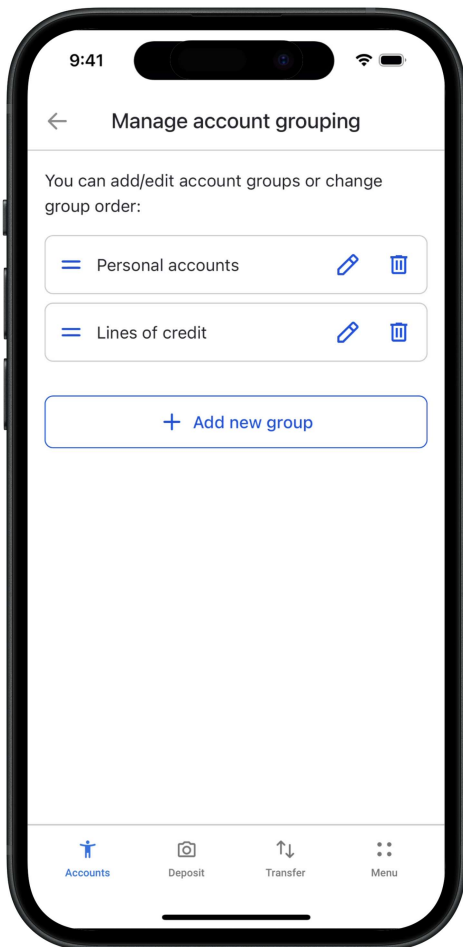 9:41
Manage account grouping
You can add/edit account groups or change
group order:
Personal accounts
Lines of credit
+ Add new group
Accounts
Deposit
Transfer
Menu